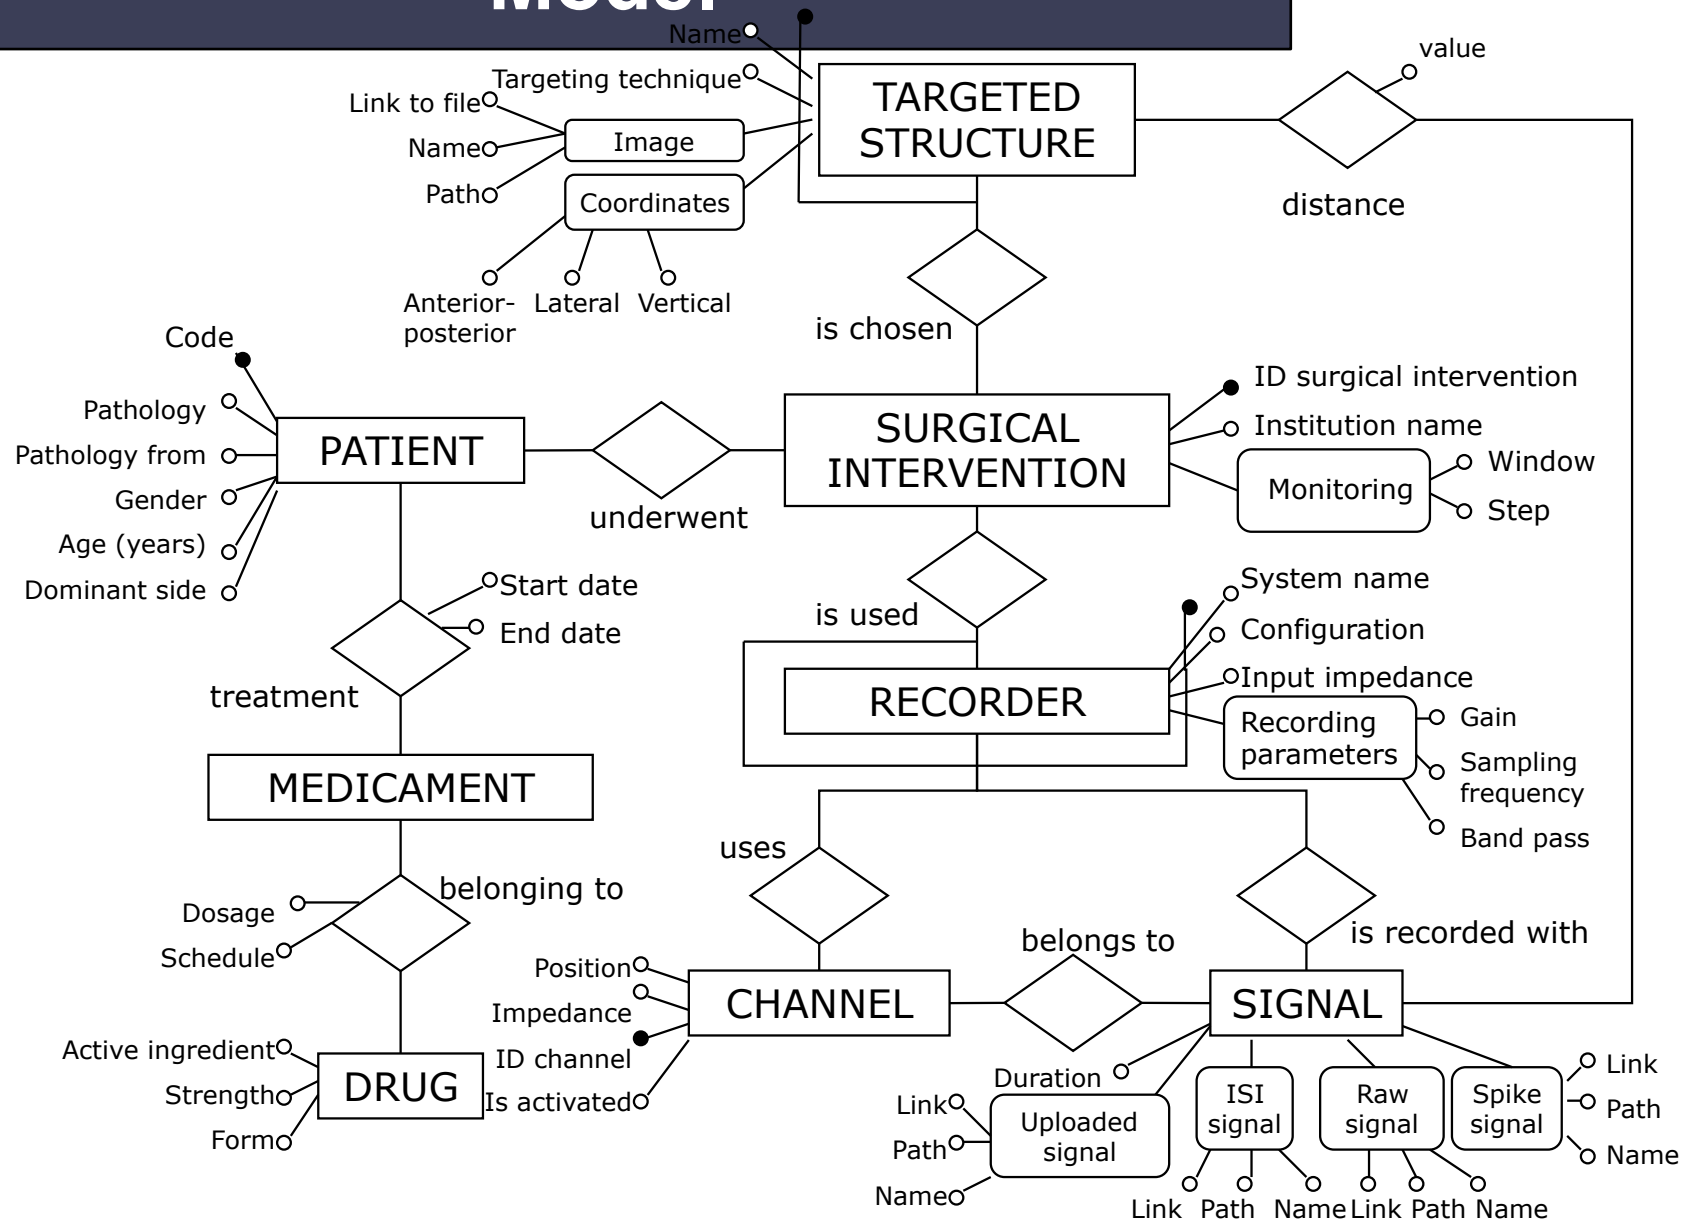 Model
Name
Targeting technique
Link to file
Name
Path
Image
Coordinates
Anterior-
posterior
Lateral
Vertical
TARGETED
STRUCTURE
value
distance
is chosen
Code
Pathology
Pathology from
Gender
Age (years)
Dominant side
PATIENT
underwent
SURGICAL
INTERVENTION
ID surgical intervention
Institution name
Monitoring
Window
Step
Start date
End date
treatment
is used
System name
Configuration
Input impedance
RECORDER
Recording
parameters
Gain
Sampling
frequency
Band pass
MEDICAMENT
uses
belonging to
Dosage
Schedule
belongs to
is recorded with
Position
Impedance
ID channel
Is activated
CHANNEL
SIGNAL
Active ingredient
Strength
Form
DRUG
Duration
Link
Path
Name
Uploaded
signal
ISI
signal
Raw
signal
Spike
signal
Link
Path
Name
Link Path Name
Link Path Name